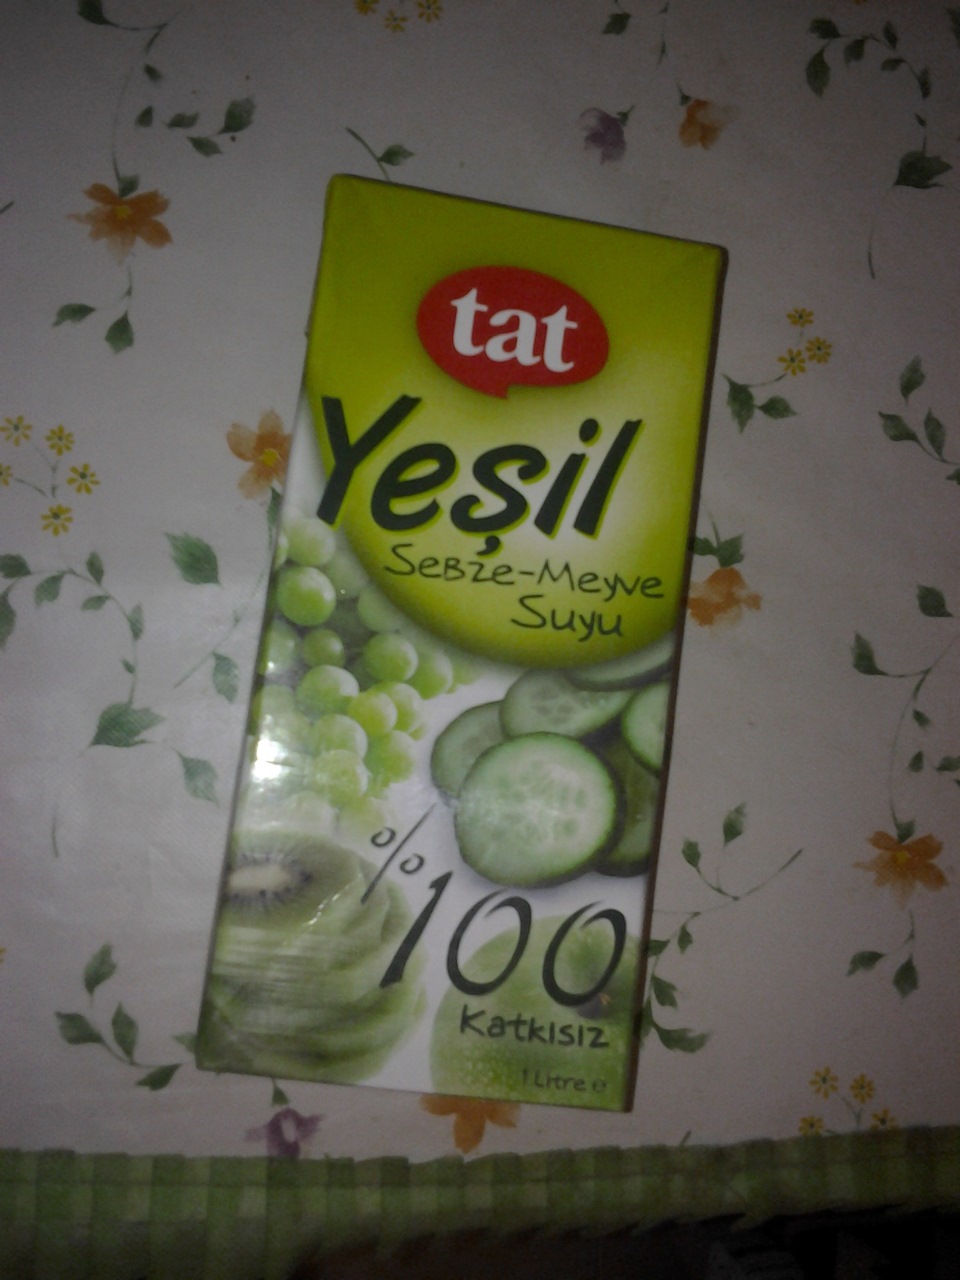 tat
Yeşil
Sebze-Meyve
Suyu
%100
Katkısız
1 Litre e